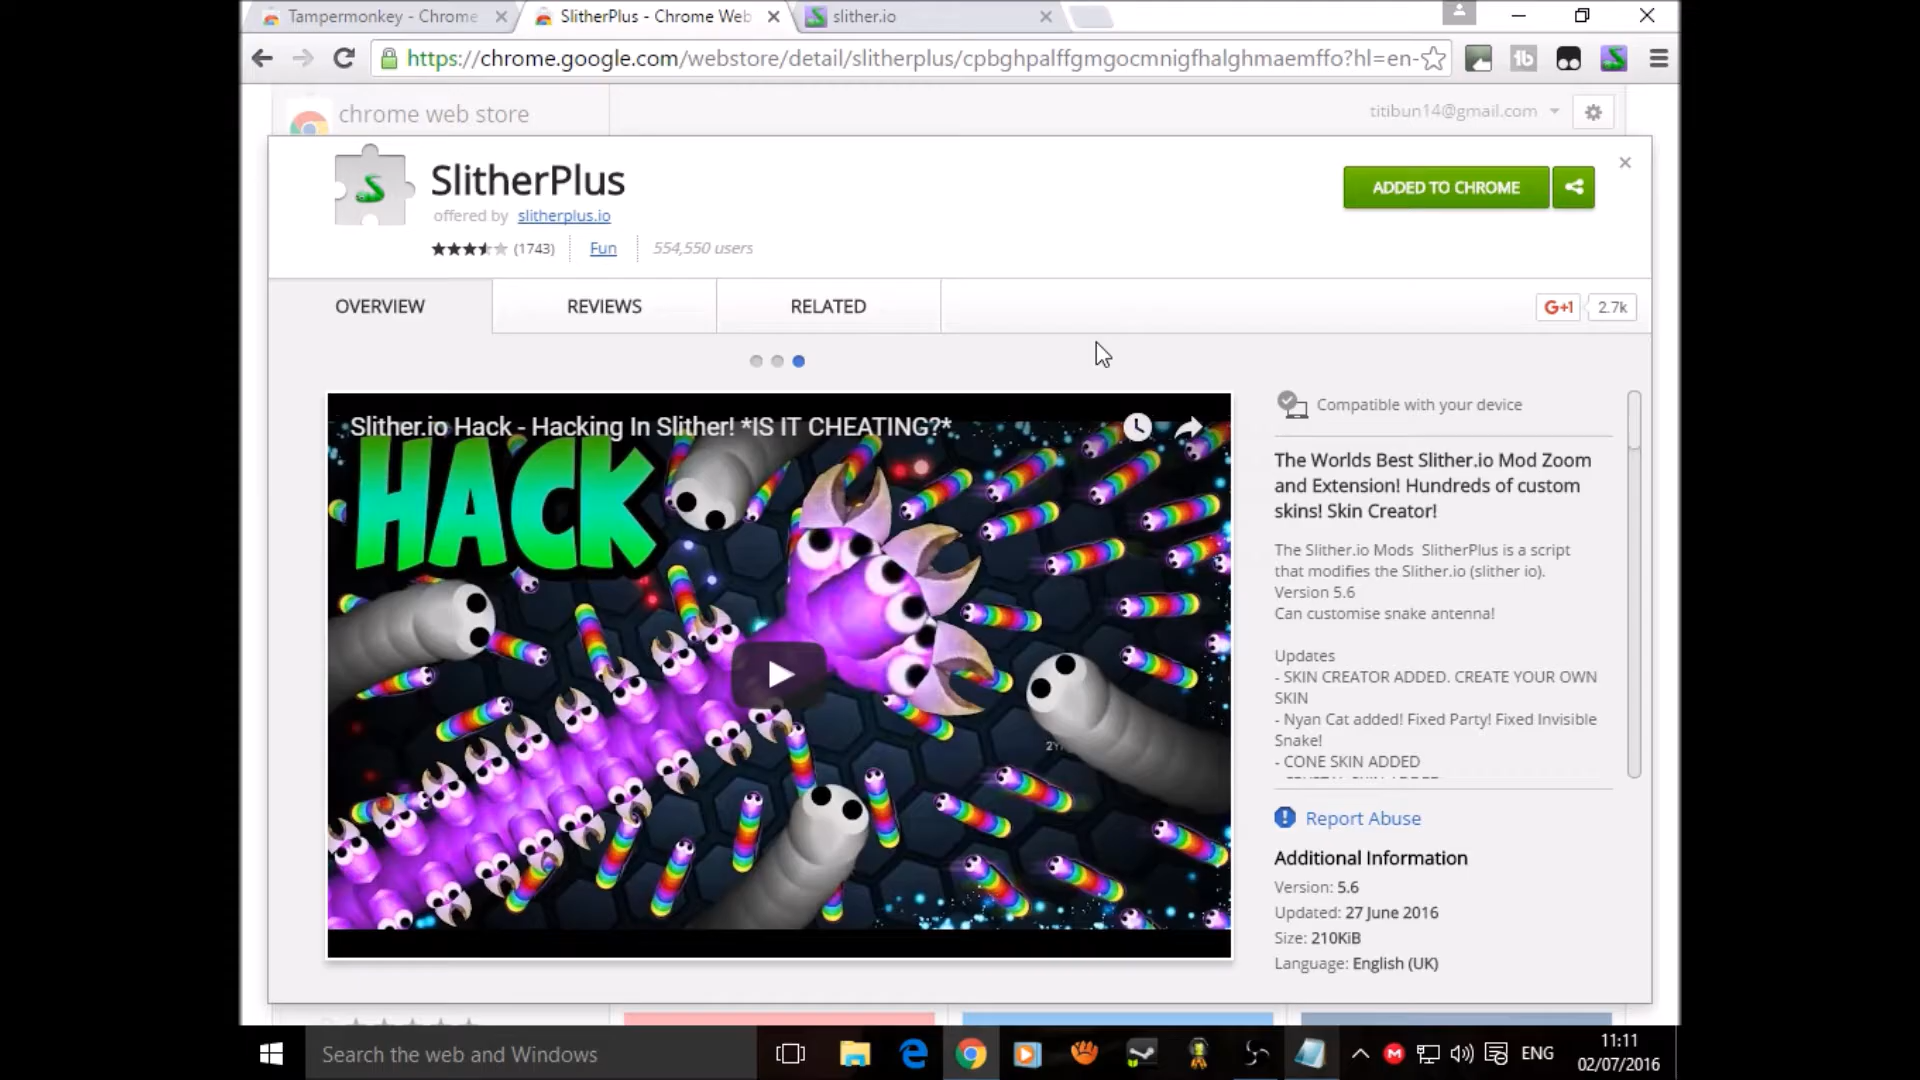 Tampermonkey - Chrome
SlitherPlus - Chrome Web
slither.io
https://chrome.google.com/webstore/detail/slitherplus/cpbghpalffgmgocmnigfhalghmaemffo?hl=en-
chrome web store
titibun14@gmail.com
SlitherPlus
offered by slitherplus.io
(1743)
Fun
554,550 users
ADDED TO CHROME
OVERVIEW
REVIEWS
RELATED
G+1
2.7k
Slither.io Hack - Hacking In Slither! *IS IT CHEATING?*
HACK
Compatible with your device
The Worlds Best Slither.io Mod Zoom
and Extension! Hundreds of custom
skins! Skin Creator!
The Slither.io Mods SlitherPlus is a script
that modifies the Slither.io (slither io).
Version 5.6
Can customise snake antenna!
Updates
- SKIN CREATOR ADDED. CREATE YOUR OWN
SKIN
- Nyan Cat added! Fixed Party! Fixed Invisible
Snake!
- CONE SKIN ADDED
Report Abuse
Additional Information
Version: 5.6
Updated: 27 June 2016
Size: 210KiB
Language: English (UK)
Search the web and Windows
ENG
11:11
02/07/2016